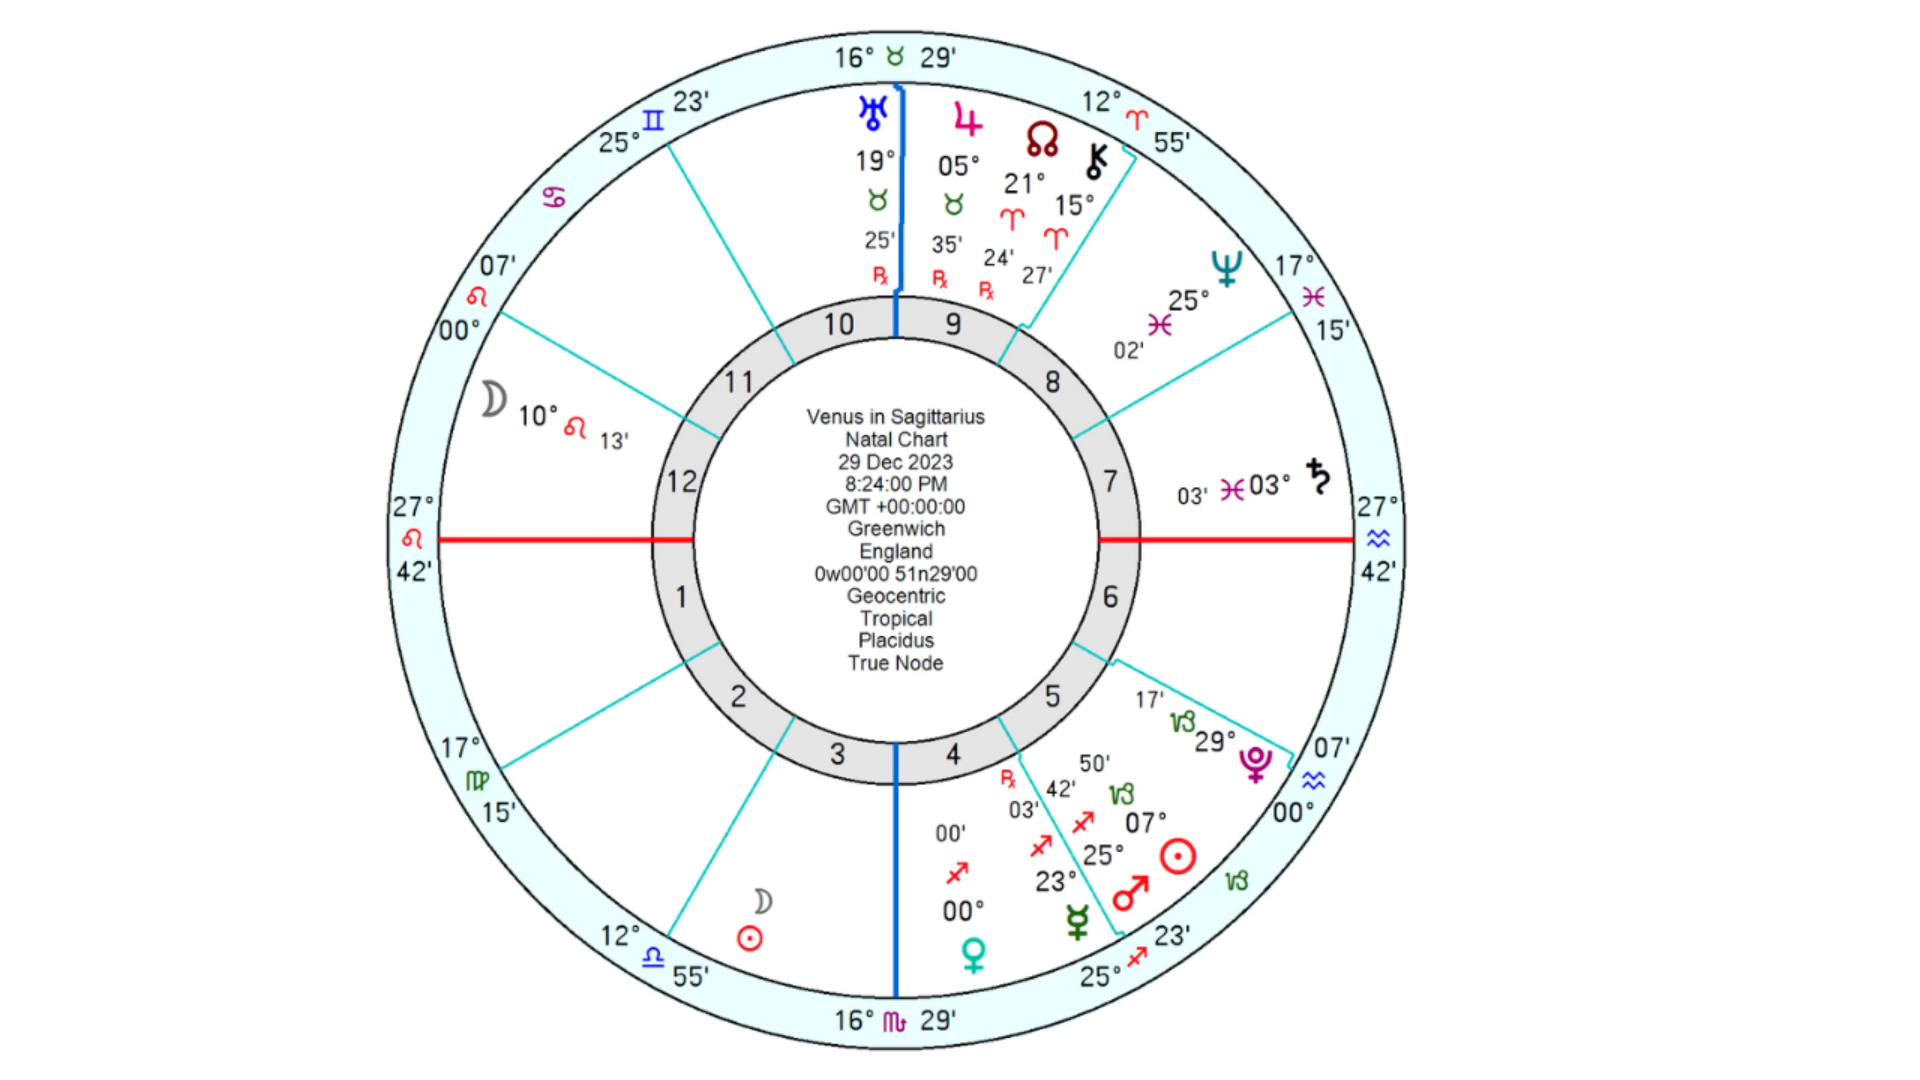 16° ♉ 29'
25° ♊ 23'
12° ♈ 55'
♋
00° ♌ 07'
17° ♓ 15'
27° ♌ 42'
27° ♒ 42'
17° ♍ 15'
00° ♒ 07'
♑
12° ♎ 55'
25° ♐ 23'
16° ♏ 29'
♅ 19° ♉ 25' ℞
♃ 05° ♉ 35' ℞
☊ 21° ♈ 24' ℞
⚷ 15° ♈ 27'
♆ 25° ♓ 02'
☽ 10° ♌ 13'
03' ♓ 03° ♄
10
9
11
8
12
7
1
6
2
5
3
4
Venus in Sagittarius
Natal Chart
29 Dec 2023
8:24:00 PM
GMT +00:00:00
Greenwich
England
0w00'00 51n29'00
Geocentric
Tropical
Placidus
True Node
17' ♑ 29° ♇
50' ♑ 07° ☉
42' ♐ 25° ♂
℞ 03' ♐ 23° ☿
00' ♐ 00° ♀
☽
☉